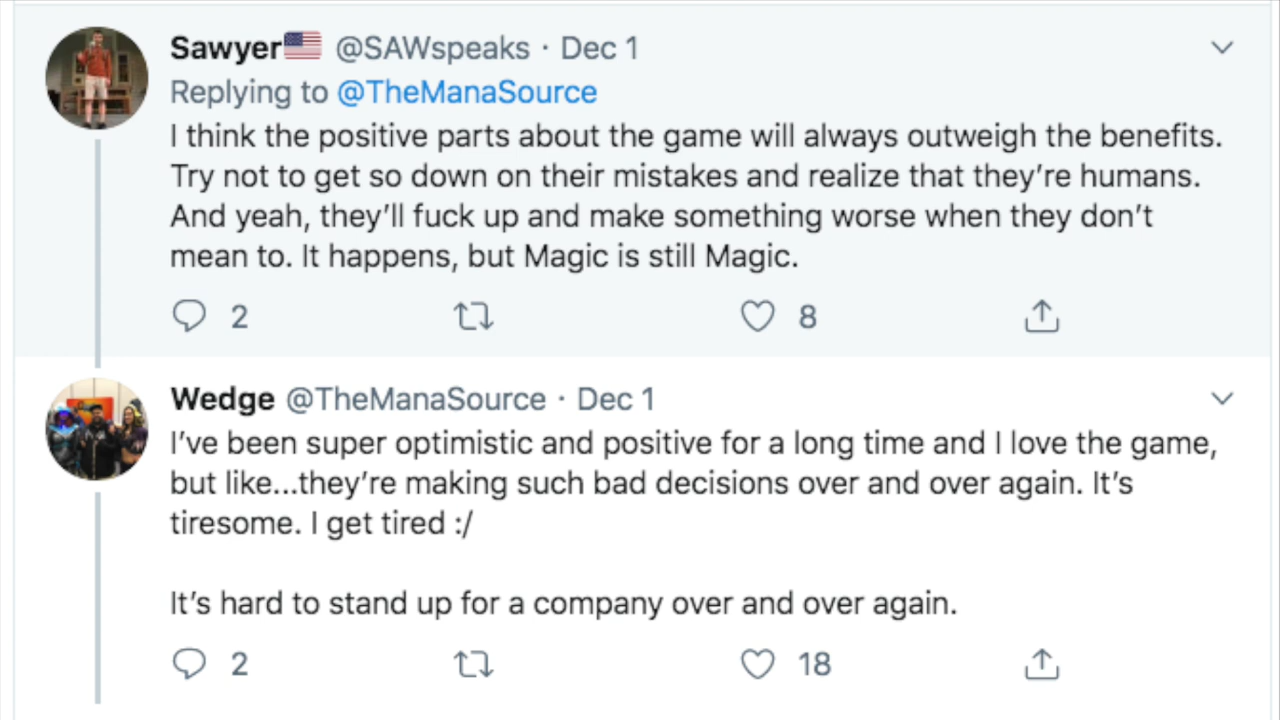 Sawyer🇺🇸 @SAWspeaks · Dec 1
Replying to @TheManaSource
I think the positive parts about the game will always outweigh the benefits.
Try not to get so down on their mistakes and realize that they’re humans.
And yeah, they’ll fuck up and make something worse when they don’t
mean to. It happens, but Magic is still Magic.
2 8
Wedge @TheManaSource · Dec 1
I’ve been super optimistic and positive for a long time and I love the game,
but like...they’re making such bad decisions over and over again. It’s
tiresome. I get tired :/
It’s hard to stand up for a company over and over again.
2 18